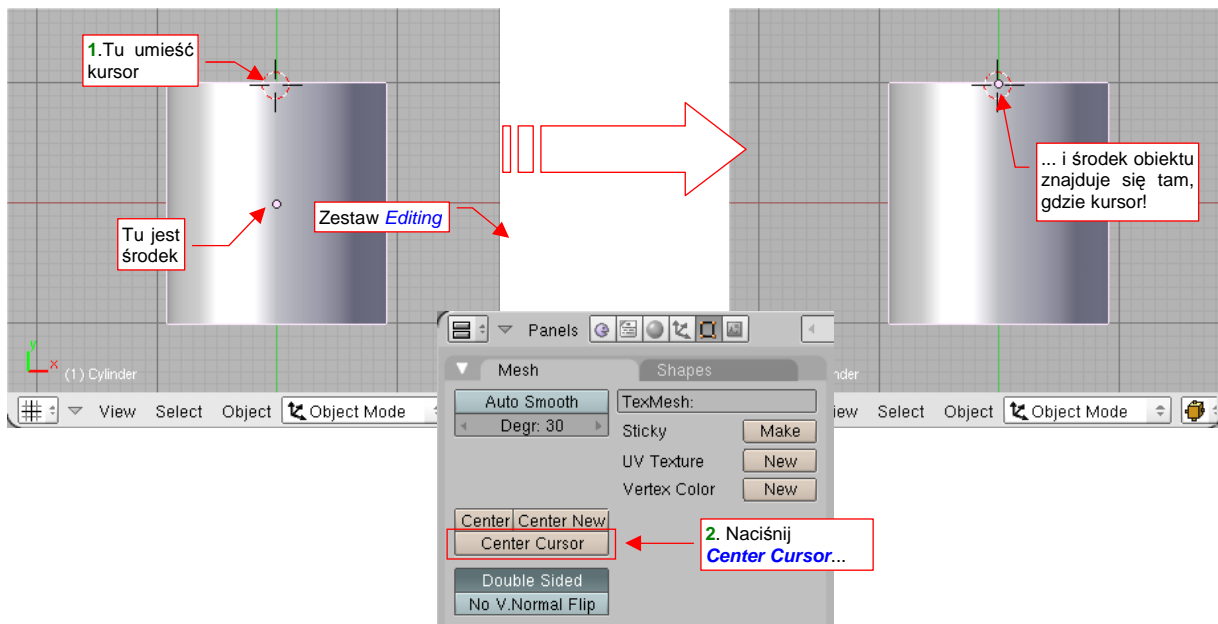 1.Tu umieść
kursor
Tu jest
środek
Zestaw Editing
... i środek obiektu
znajduje się tam,
gdzie kursor!
y
x
(1) Cylinder
nder
View Select Object Object Mode
iew Select Object Object Mode
Panels
Mesh Shapes
Auto Smooth TexMesh:
Degr: 30 Sticky Make
UV Texture New
Vertex Color New
Center Center New
Center Cursor
2. Naciśnij
Center Cursor...
Double Sided
No V.Normal Flip